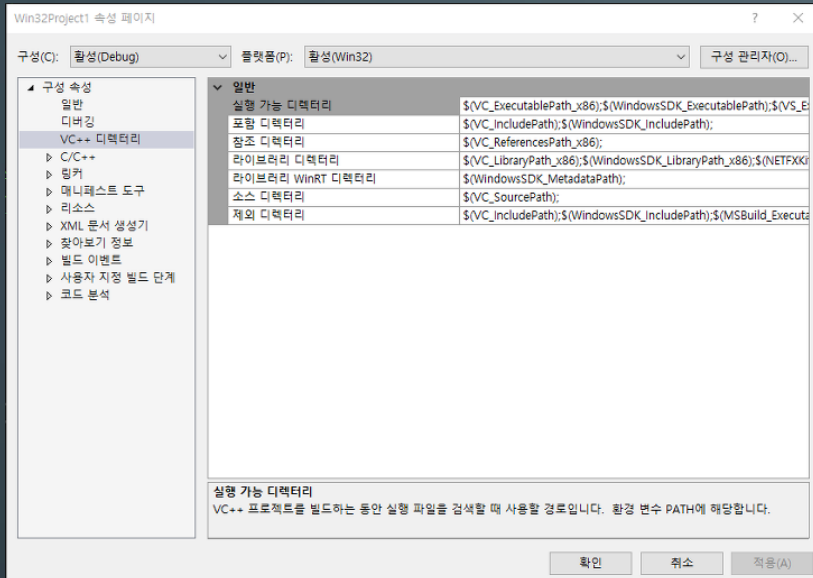 Win32Project1 속성 페이지
구성(C): 활성(Debug) 플랫폼(P): 활성(Win32) 구성 관리자(O)...
구성 속성
일반
디버깅
VC++ 디렉터리
C/C++
링커
매니페스트 도구
리소스
XML 문서 생성기
찾아보기 정보
빌드 이벤트
사용자 지정 빌드 단계
코드 분석
일반
실행 가능 디렉터리 $(VC_ExecutablePath_x86);$(WindowsSDK_ExecutablePath);$(VS_E
포함 디렉터리 $(VC_IncludePath);$(WindowsSDK_IncludePath);
참조 디렉터리 $(VC_ReferencesPath_x86);
라이브러리 디렉터리 $(VC_LibraryPath_x86);$(WindowsSDK_LibraryPath_x86);$(NETFXKi
라이브러리 WinRT 디렉터리 $(WindowsSDK_MetadataPath);
소스 디렉터리 $(VC_SourcePath);
제외 디렉터리 $(VC_IncludePath);$(WindowsSDK_IncludePath);$(MSBuild_Executa
실행 가능 디렉터리
VC++ 프로젝트를 빌드하는 동안 실행 파일을 검색할 때 사용할 경로입니다. 환경 변수 PATH에 해당합니다.
확인 취소 적용(A)